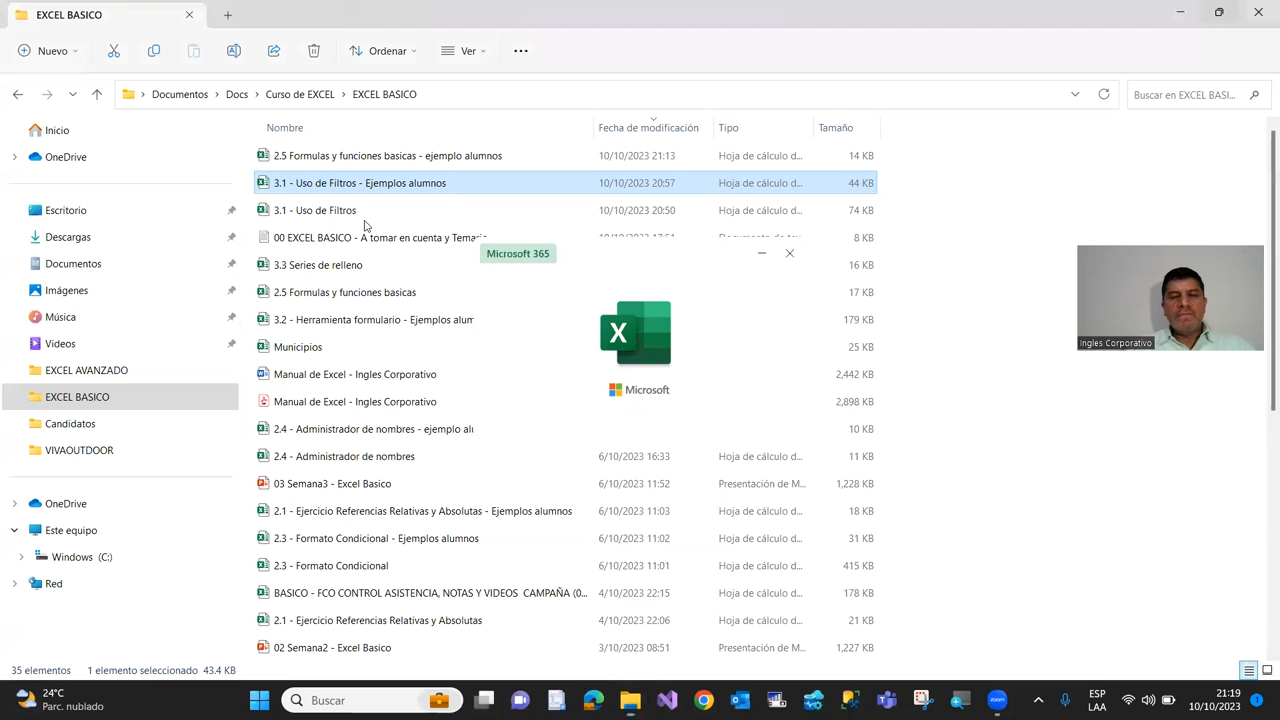 EXCEL BASICO
Nuevo
Ordenar
Ver
Documentos
Docs
Curso de EXCEL
EXCEL BASICO
Buscar en EXCEL BASI...
Nombre
Fecha de modificación
Tipo
Tamaño
Inicio
OneDrive
Escritorio
Descargas
Documentos
Imágenes
Música
Videos
EXCEL AVANZADO
EXCEL BASICO
Candidatos
VIVAOUTDOOR
OneDrive
Este equipo
Windows (C:)
Red
2.5 Formulas y funciones basicas - ejemplo alumnos 10/10/2023 21:13 Hoja de cálculo d... 14 KB
3.1 - Uso de Filtros - Ejemplos alumnos 10/10/2023 20:57 Hoja de cálculo d... 44 KB
3.1 - Uso de Filtros 10/10/2023 20:50 Hoja de cálculo d... 74 KB
00 EXCEL BASICO - A tomar en cuenta y 8 KB
3.3 Series de relleno 16 KB
2.5 Formulas y funciones basicas 17 KB
3.2 - Herramienta formulario - Ejemplos alum 179 KB
Municipios 25 KB
Manual de Excel - Ingles Corporativo 2,442 KB
Manual de Excel - Ingles Corporativo 2,898 KB
2.4 - Administrador de nombres - ejemplo alu 10 KB
2.4 - Administrador de nombres 6/10/2023 16:33 Hoja de cálculo d... 11 KB
03 Semana3 - Excel Basico 6/10/2023 11:52 Presentación de M... 1,228 KB
2.1 - Ejercicio Referencias Relativas y Absolutas - Ejemplos alumnos 6/10/2023 11:03 Hoja de cálculo d... 18 KB
2.3 - Formato Condicional - Ejemplos alumnos 6/10/2023 11:02 Hoja de cálculo d... 31 KB
2.3 - Formato Condicional 6/10/2023 11:01 Hoja de cálculo d... 415 KB
BASICO - FCO CONTROL ASISTENCIA, NOTAS Y VIDEOS CAMPAÑA (0... 4/10/2023 22:15 Hoja de cálculo d... 178 KB
2.1 - Ejercicio Referencias Relativas y Absolutas 4/10/2023 22:06 Hoja de cálculo d... 21 KB
02 Semana2 - Excel Basico 3/10/2023 08:51 Presentación de M... 1,227 KB
Microsoft 365
X
Microsoft
Ingles Corporativo
35 elementos 1 elemento seleccionado 43.4 KB
24°C
Parc. nublado
Buscar
ESP
LAA
21:19
10/10/2023